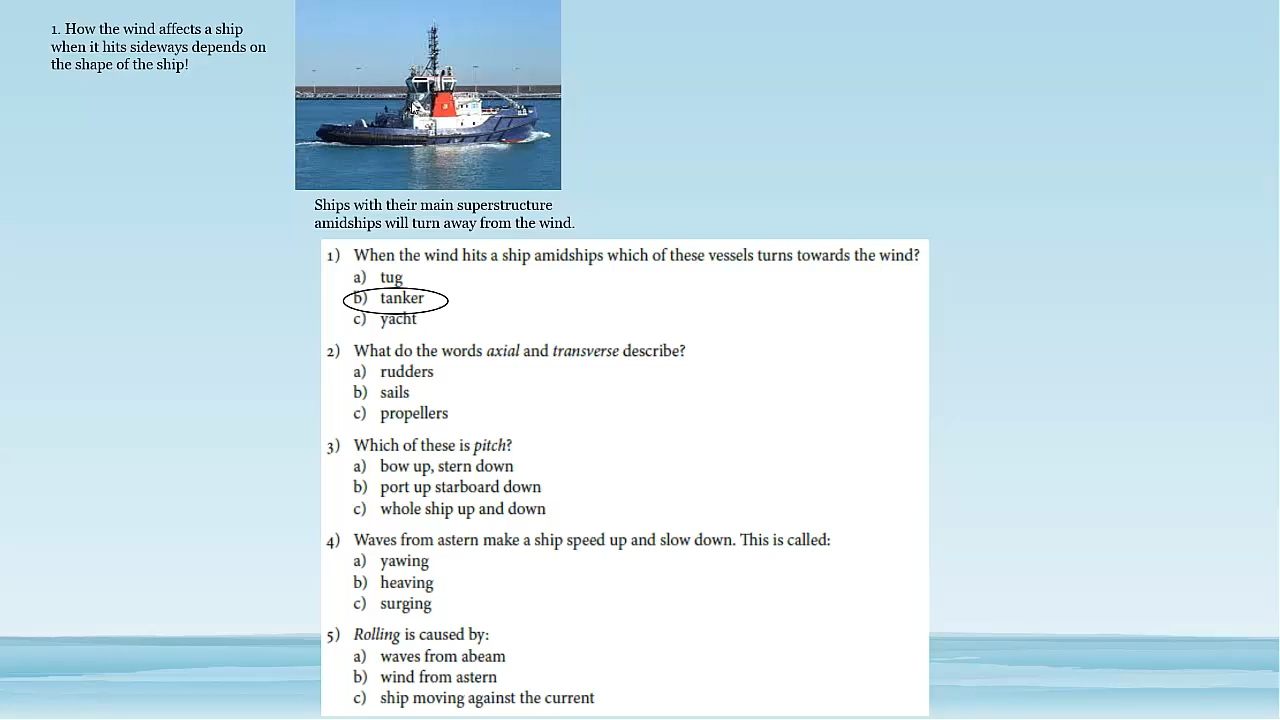 1. How the wind affects a ship
when it hits sideways depends on
the shape of the ship!
Ships with their main superstructure
amidships will turn away from the wind.
1) When the wind hits a ship amidships which of these vessels turns towards the wind?
a) tug
b) tanker
c) yacht
2) What do the words axial and transverse describe?
a) rudders
b) sails
c) propellers
3) Which of these is pitch?
a) bow up, stern down
b) port up starboard down
c) whole ship up and down
4) Waves from astern make a ship speed up and slow down. This is called:
a) yawing
b) heaving
c) surging
5) Rolling is caused by:
a) waves from abeam
b) wind from astern
c) ship moving against the current